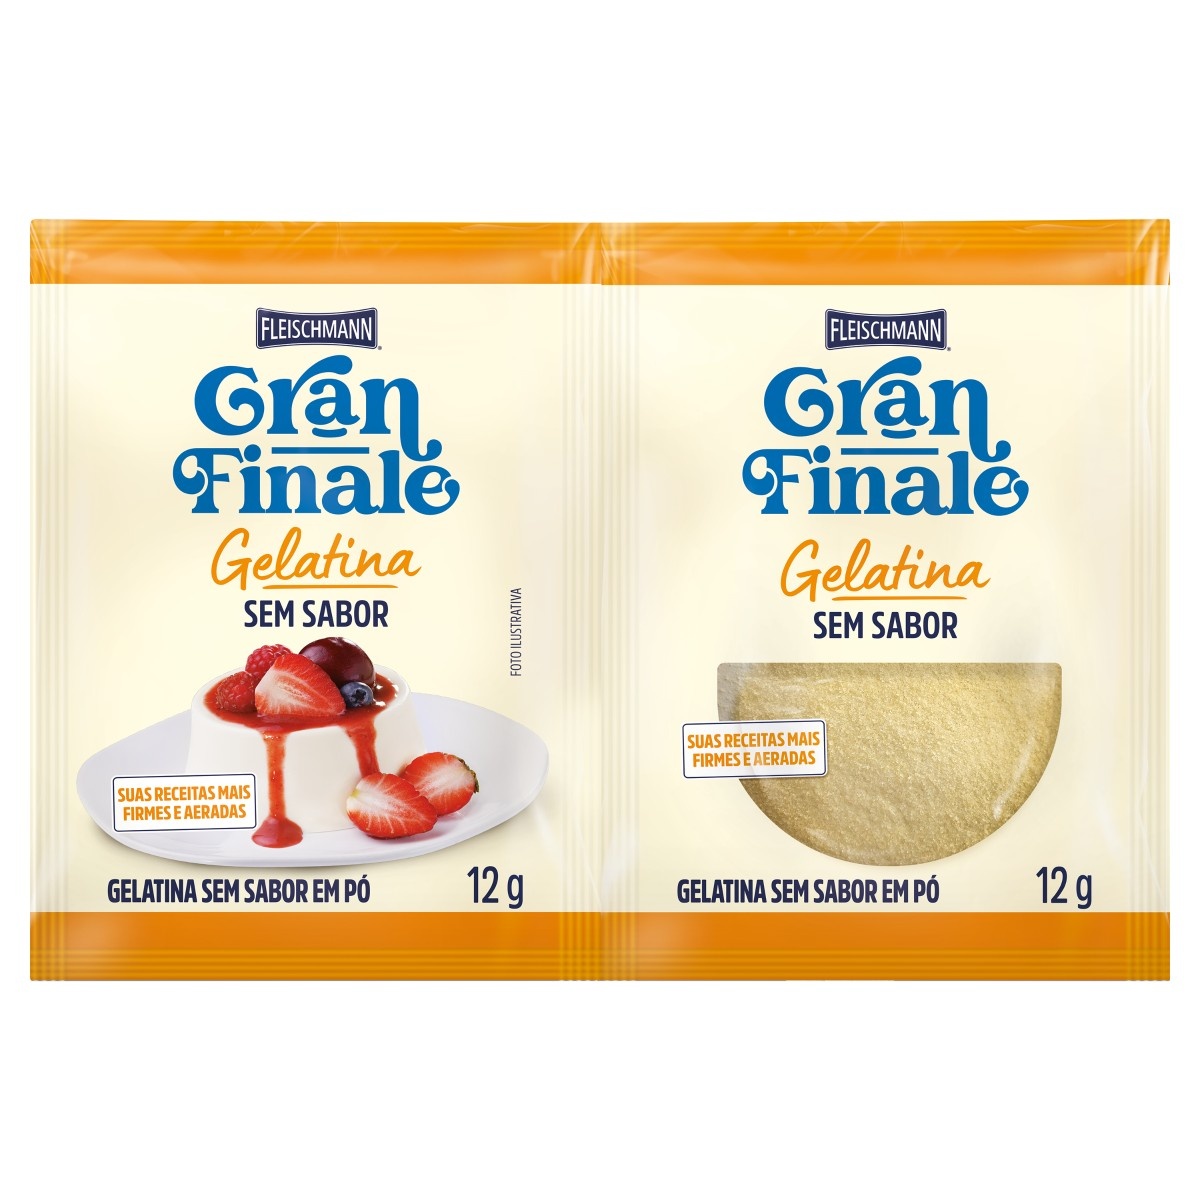 FLEISCHMANN
Gran
Finale
Gelatina
SEM SABOR
FOTO ILUSTRATIVA
SUAS RECEITAS MAIS
FIRMES E AERADAS
GELATINA SEM SABOR EM PÓ
12 g
FLEISCHMANN
Gran
Finale
Gelatina
SEM SABOR
SUAS RECEITAS MAIS
FIRMES E AERADAS
GELATINA SEM SABOR EM PÓ
12 g